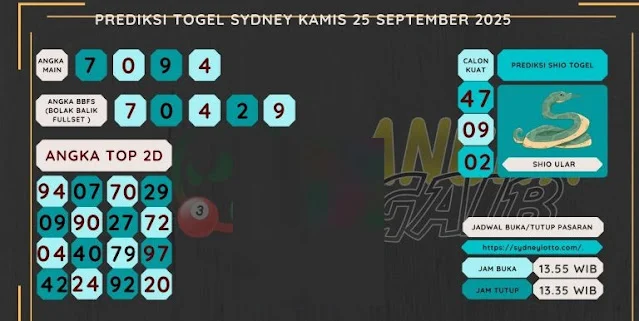 PREDIKSI TOGEL SYDNEY KAMIS 25 SEPTEMBER 2025
ANGKA MAIN
7 0 9 4
ANGKA BBFS (BOLAK BALIK FULLSET )
7 0 4 2 9
ANGKA TOP 2D
94 07 70 29
09 90 27 72
04 40 79 97
42 24 92 20
3
GAIB
CALON KUAT
47
09
02
PREDIKSI SHIO TOGEL
SHIO ULAR
JADWAL BUKA/TUTUP PASARAN
https://sydneylotto.com/.
JAM BUKA 13.55 WIB
JAM TUTUP 13.35 WIB